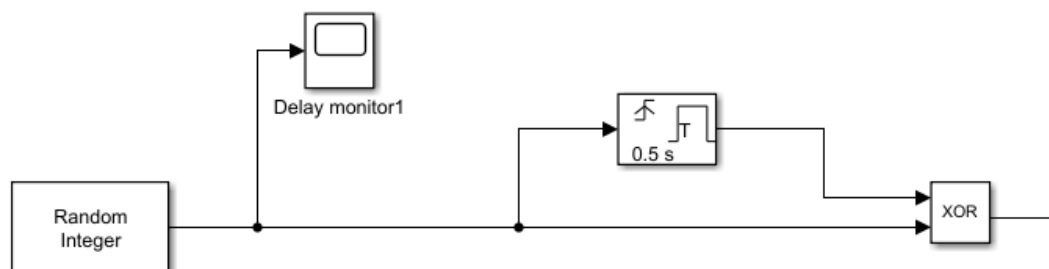 Delay monitor1
T
0.5 s
Random
Integer
XOR